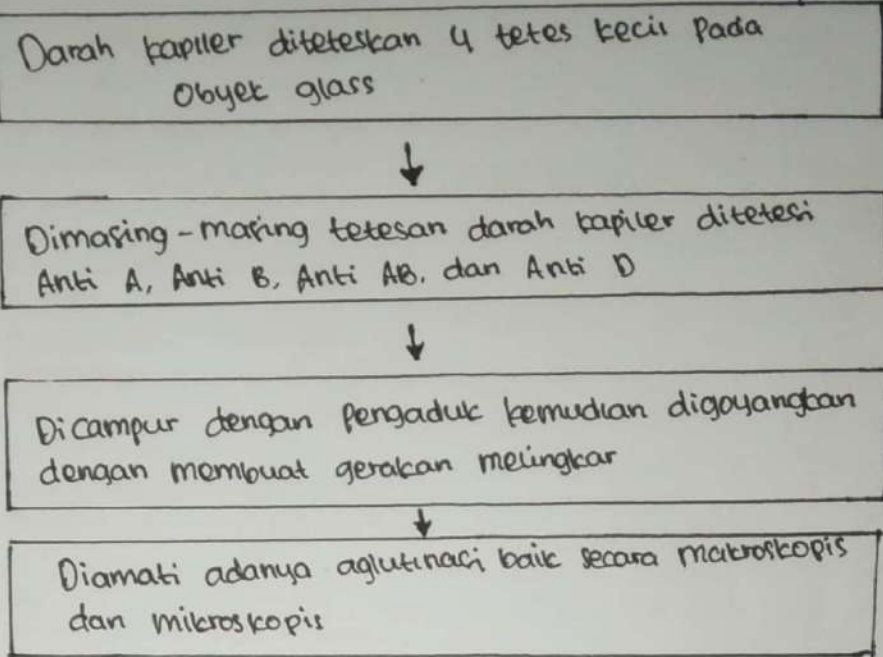 Darah kapiler diteteskan 4 tetes kecil pada
Obyek glass
↓
Dimasing-masing tetesan darah kapiler ditetesi
Anti A, Anti B, Anti AB, dan Anti D
↓
Dicampur dengan pengaduk kemudian digoyangkan
dengan membuat gerakan melingkar
↓
Diamati adanya aglutinasi baik secara makroskopis
dan mikroskopis